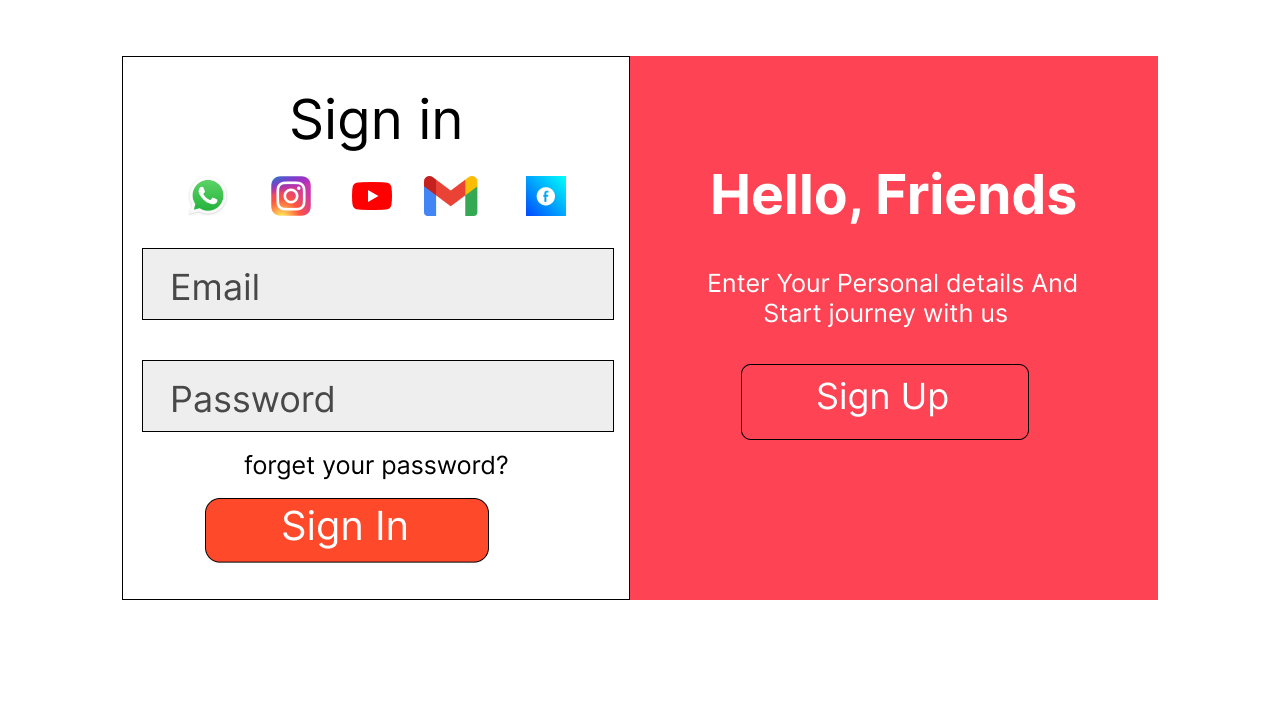 Sign in
Email
Password
forget your password?
Sign In
Hello, Friends
Enter Your Personal details And
Start journey with us
Sign Up